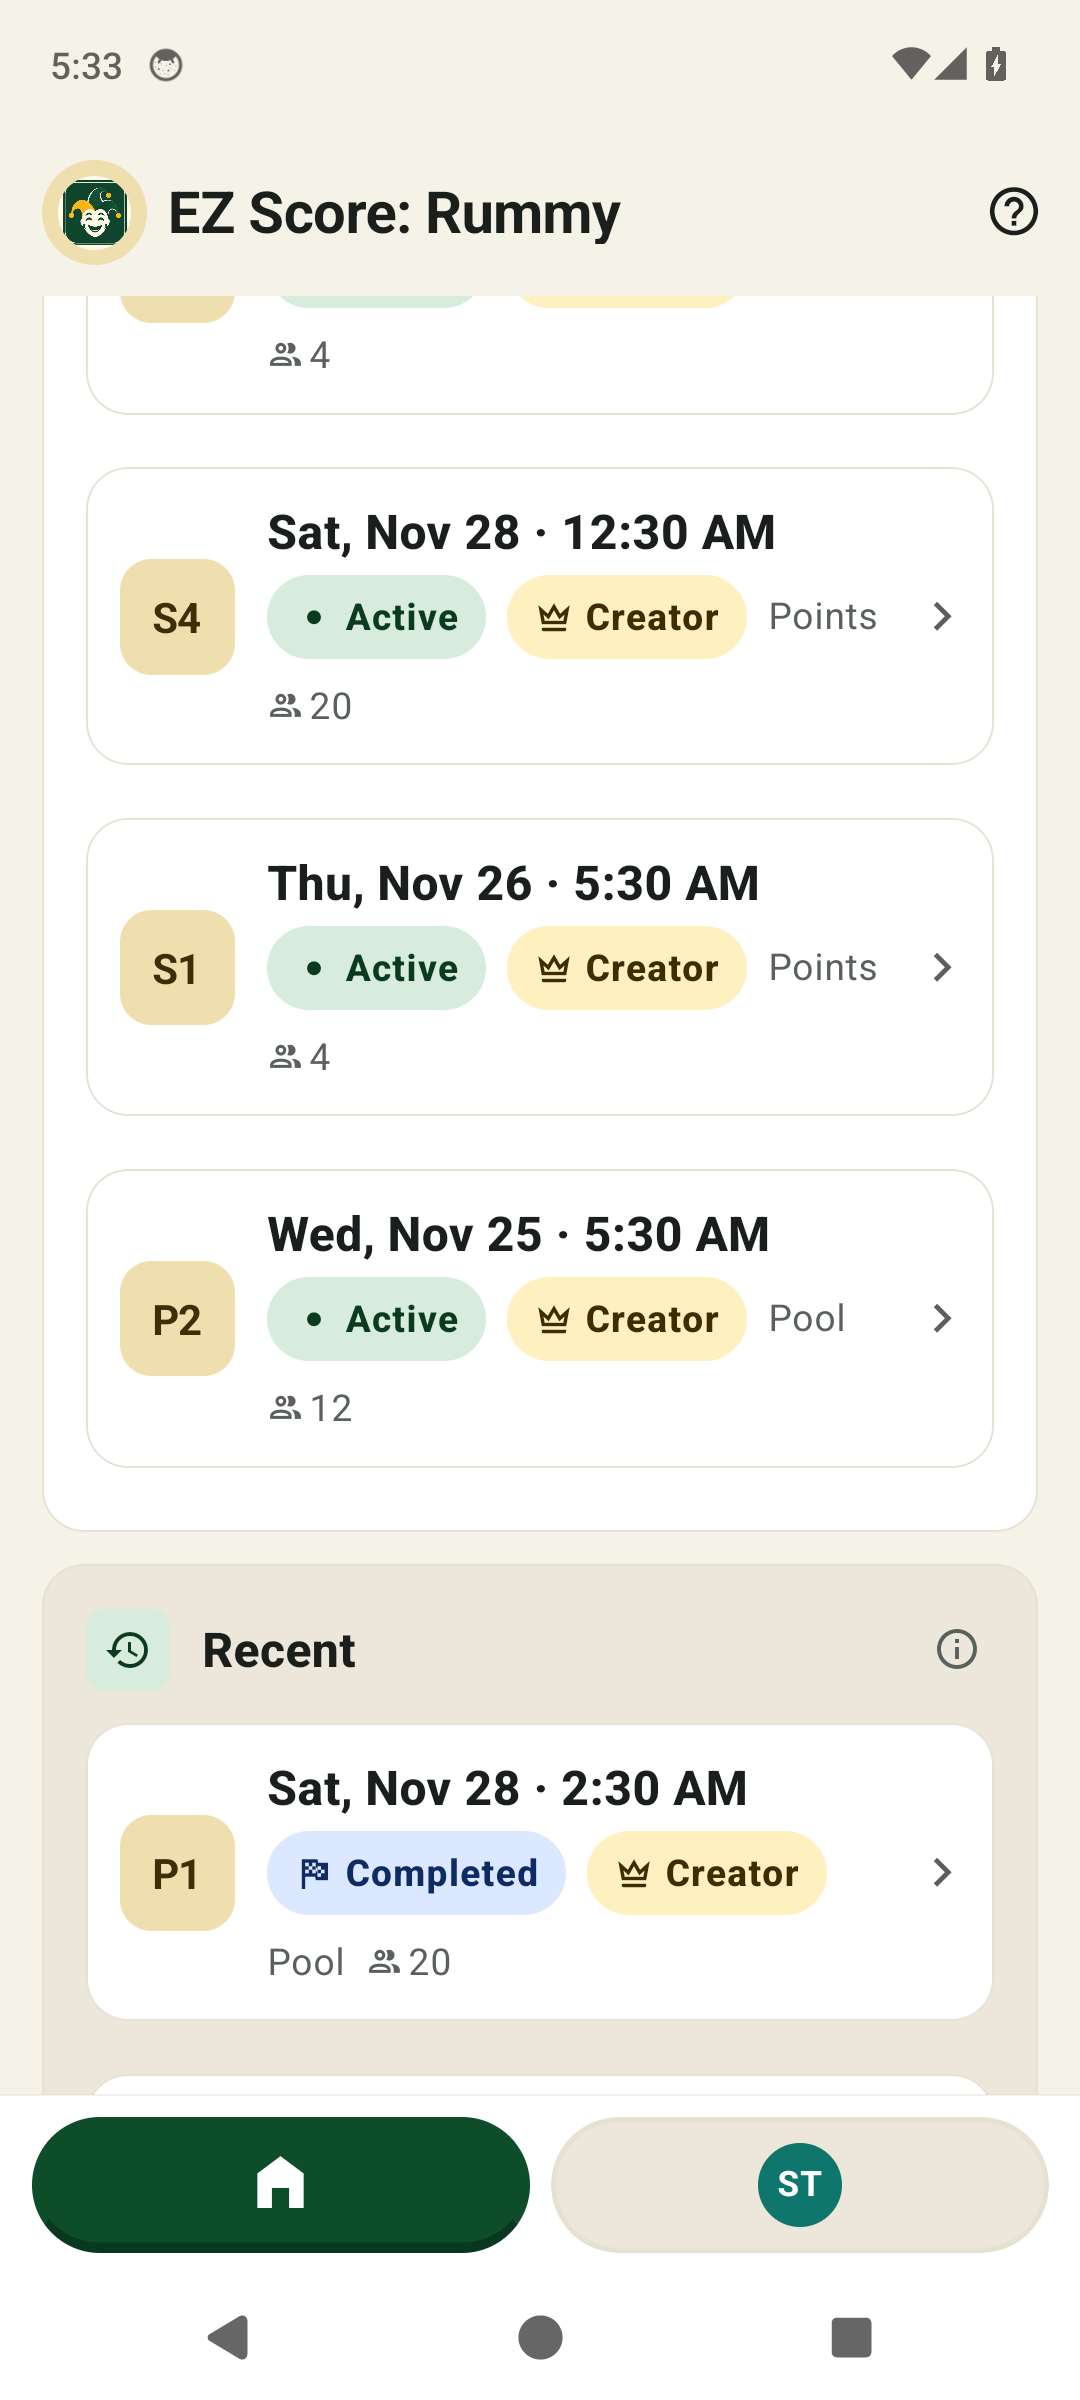 5:33
EZ Score: Rummy
4
Sat, Nov 28 · 12:30 AM
S4
Active
Creator
Points
20
Thu, Nov 26 · 5:30 AM
S1
Active
Creator
Points
4
Wed, Nov 25 · 5:30 AM
P2
Active
Creator
Pool
12
Recent
Sat, Nov 28 · 2:30 AM
P1
Completed
Creator
Pool
20
ST